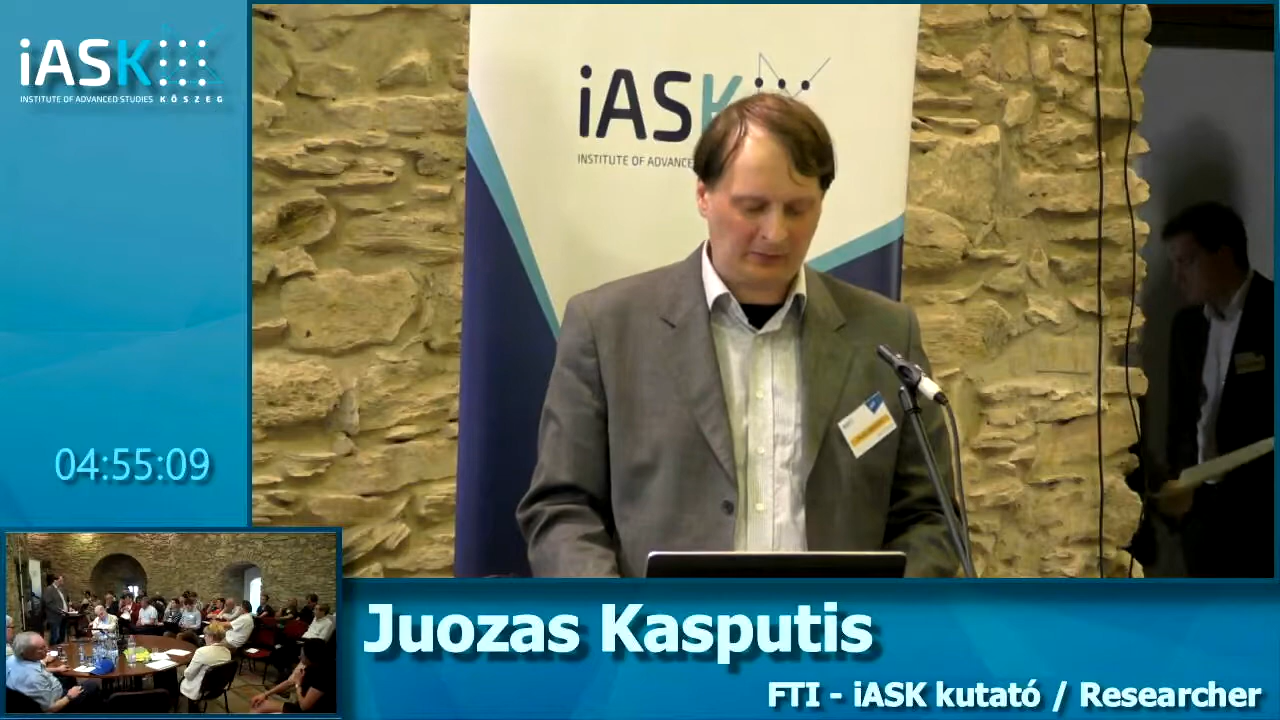 iASK
INSTITUTE OF ADVANCED STUDIES KŐSZEG
iASK
INSTITUTE OF ADVANCE
04:55:09
Juozas Kasputis
FTI - iASK kutató / Researcher